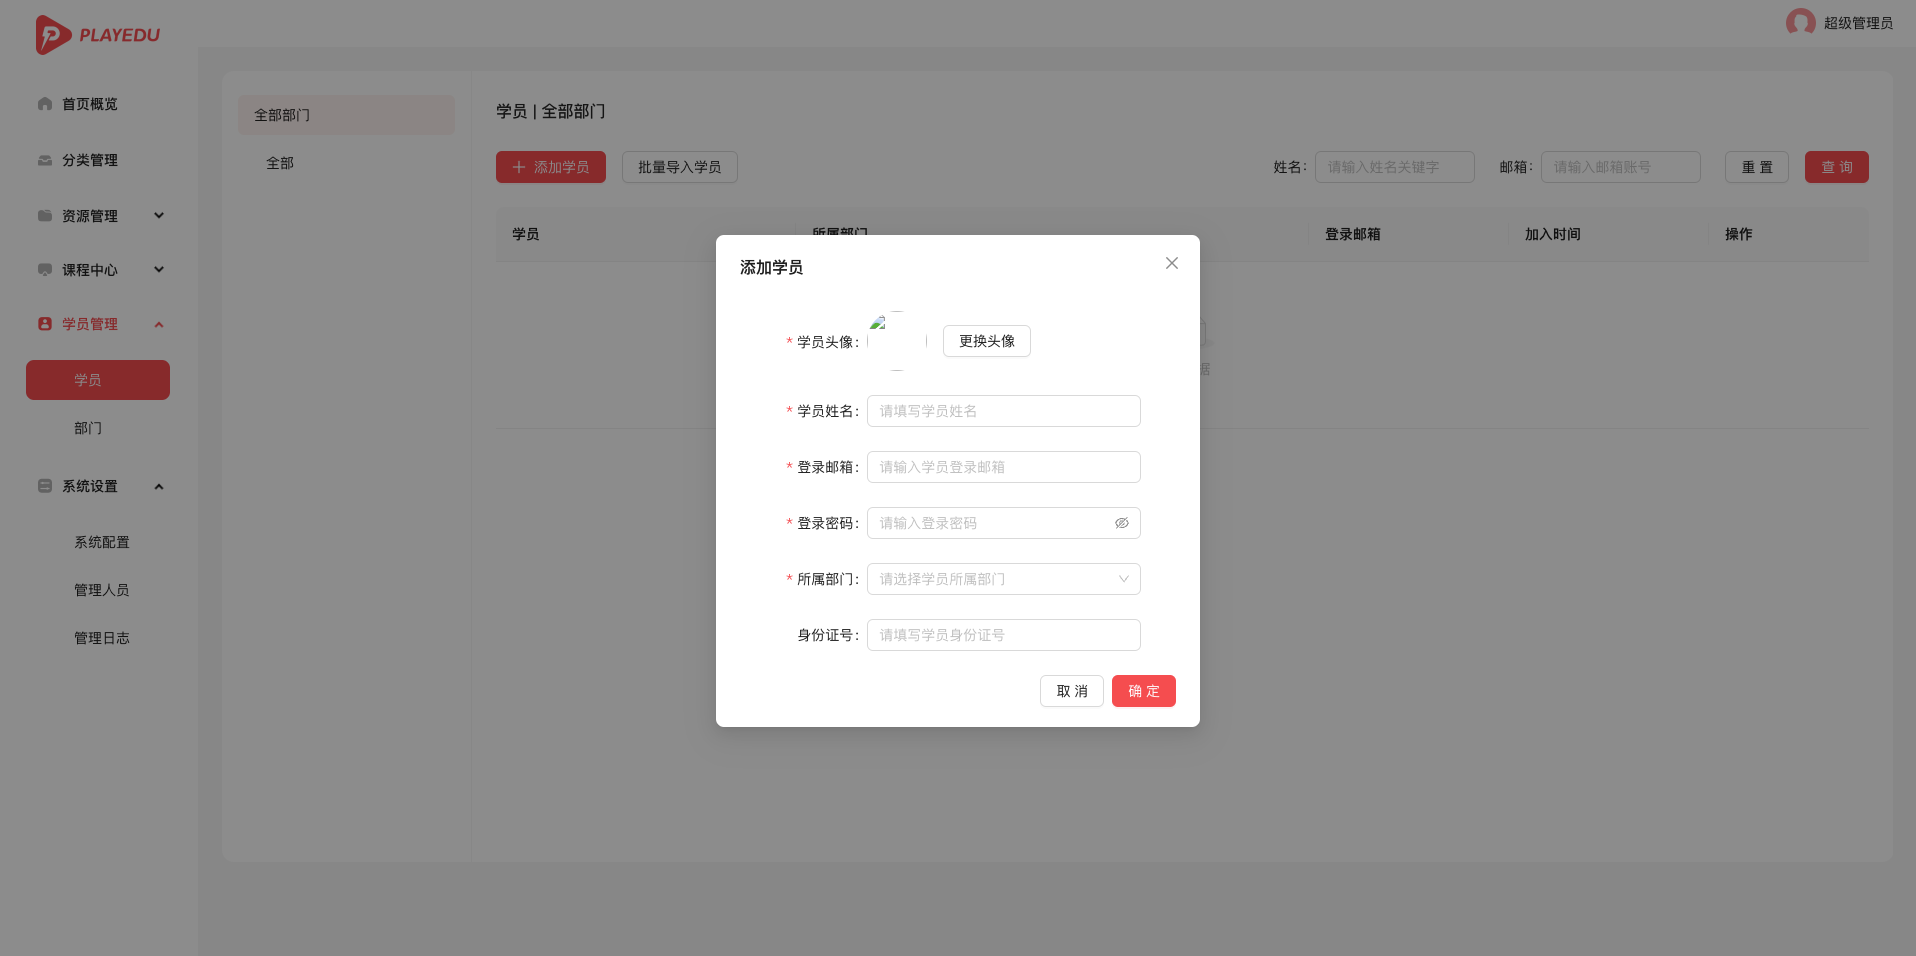 PLAYEDU
超级管理员
首页概览
分类管理
资源管理
课程中心
学员管理
学员
部门
系统设置
系统配置
管理人员
管理日志
全部部门
全部
学员 | 全部部门
添加学员 批量导入学员 姓名: 请输入姓名关键字 邮箱: 请输入邮箱账号 重 置 查 询
学员 所属部门 登录邮箱 加入时间 操作
据
添加学员
* 学员头像: 更换头像
* 学员姓名: 请填写学员姓名
* 登录邮箱: 请输入学员登录邮箱
* 登录密码: 请输入登录密码
* 所属部门: 请选择学员所属部门
身份证号: 请填写学员身份证号
取 消 确 定